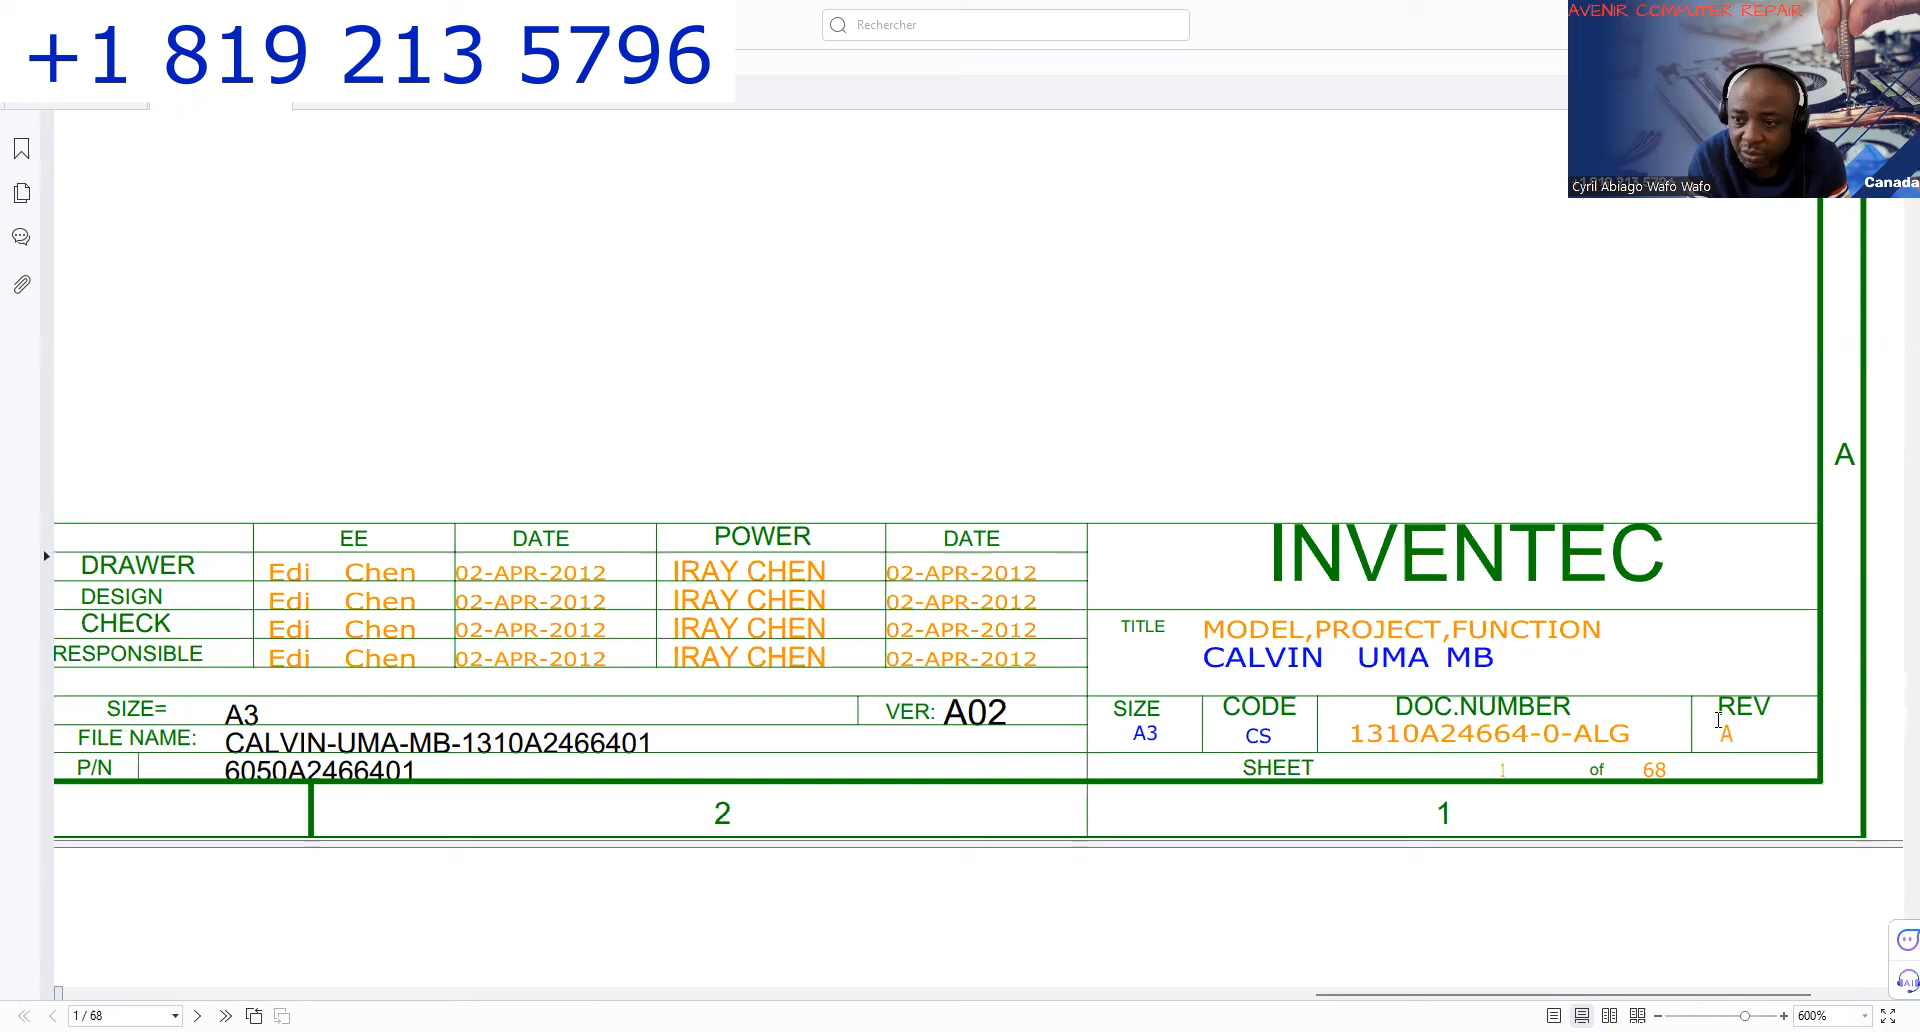 +1 819 213 5796
Rechercher
AVENIR COMPUTER REPAIR
Cyril Abiago Wafo Wafo
Canada
A
EE DATE POWER DATE
DRAWER Edi Chen 02-APR-2012 IRAY CHEN 02-APR-2012
DESIGN Edi Chen 02-APR-2012 IRAY CHEN 02-APR-2012
CHECK Edi Chen 02-APR-2012 IRAY CHEN 02-APR-2012
RESPONSIBLE Edi Chen 02-APR-2012 IRAY CHEN 02-APR-2012
SIZE= A3 VER: A02
FILE NAME: CALVIN-UMA-MB-1310A2466401
P/N 6050A2466401
INVENTEC
TITLE MODEL,PROJECT,FUNCTION
CALVIN UMA MB
SIZE CODE DOC.NUMBER REV
A3 CS 1310A24664-0-ALG A
SHEET 1 of 68
2 1
1 / 68
600%